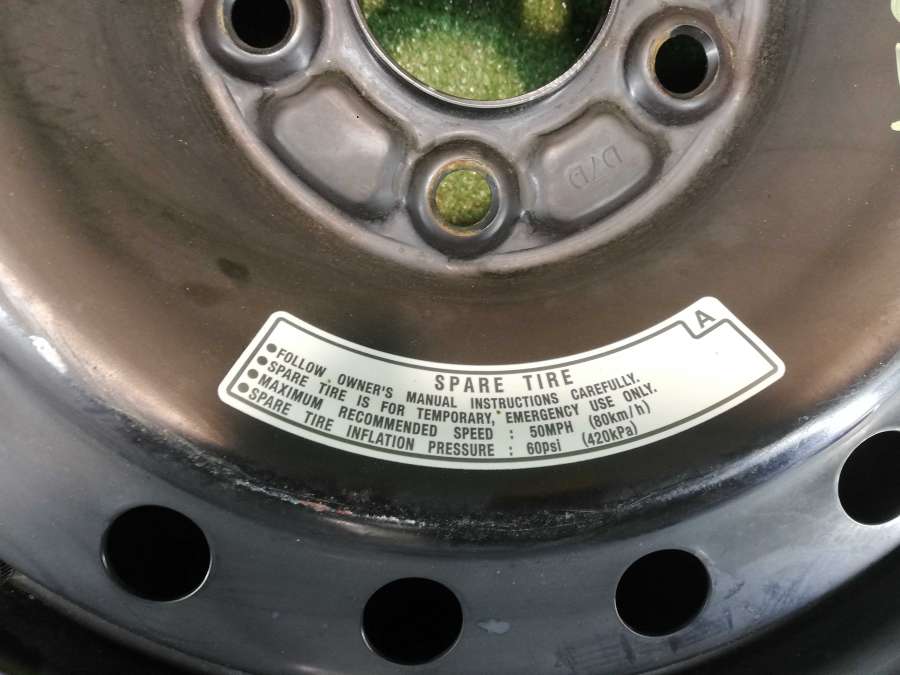 SPARE TIRE
A
●FOLLOW OWNER'S MANUAL INSTRUCTIONS CAREFULLY.
●SPARE TIRE IS FOR TEMPORARY, EMERGENCY USE ONLY.
●MAXIMUM RECOMMENDED SPEED : 50MPH (80km/h)
●SPARE TIRE INFLATION PRESSURE : 60psi (420kPa)